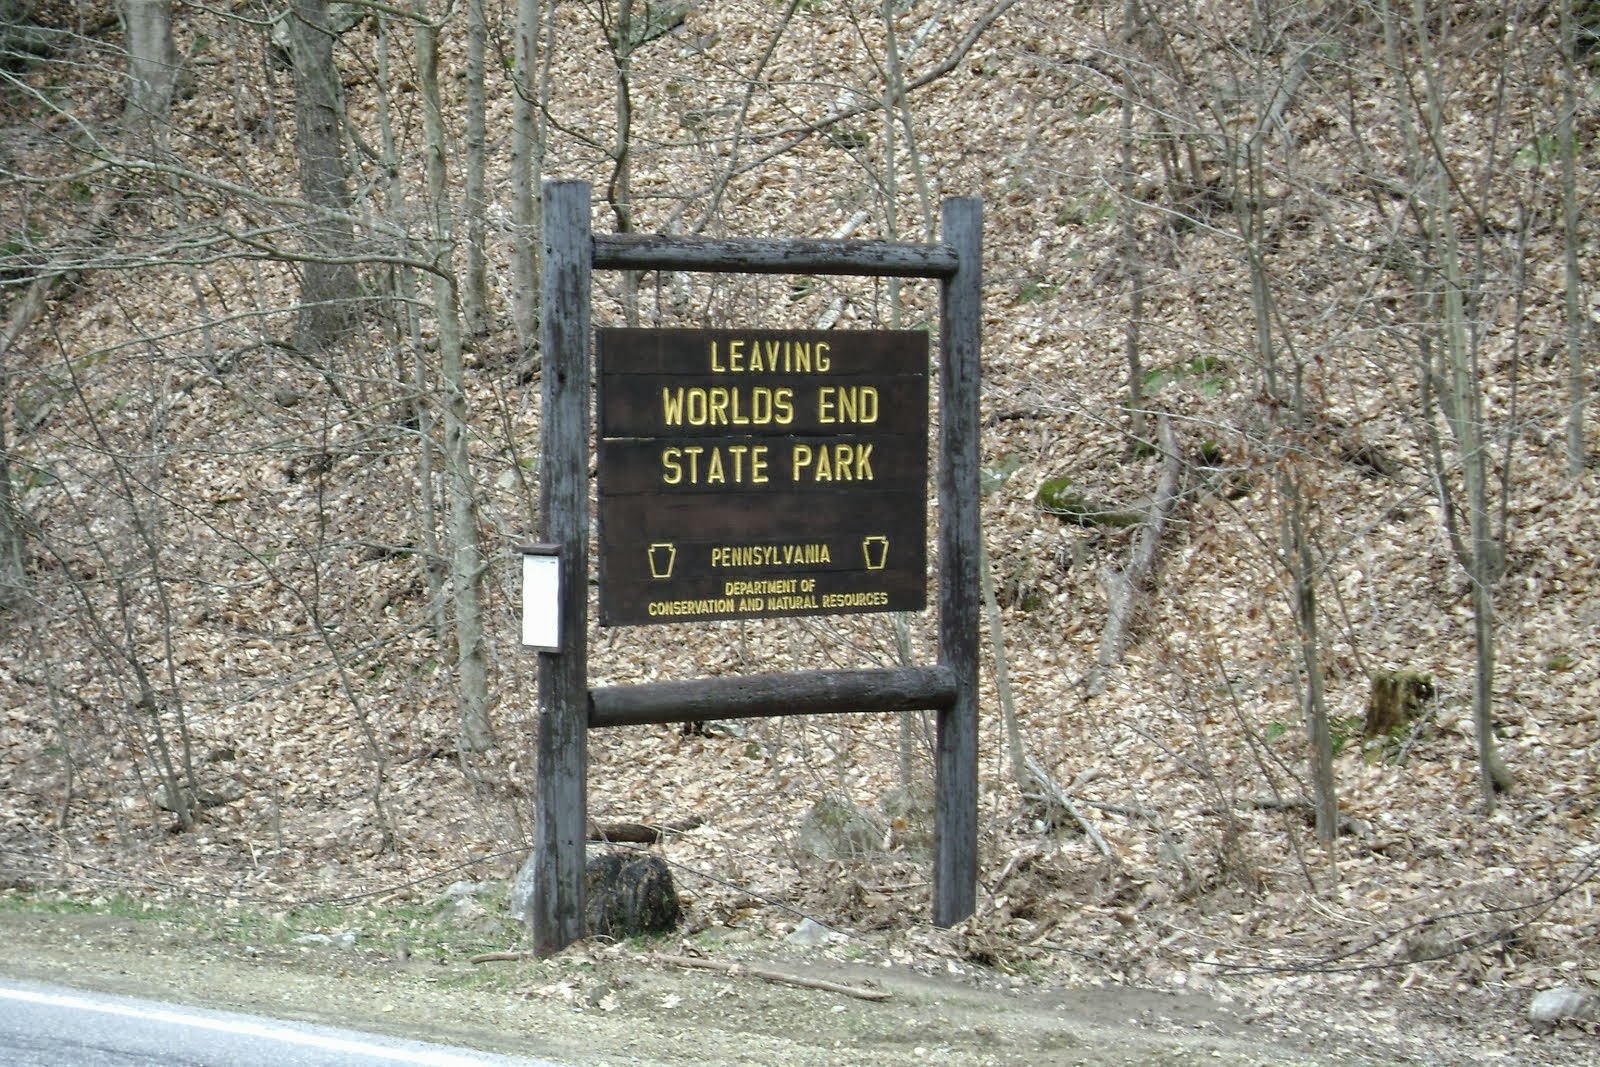 LEAVING
WORLDS END
STATE PARK
PENNSYLVANIA
DEPARTMENT OF
CONSERVATION AND NATURAL RESOURCES